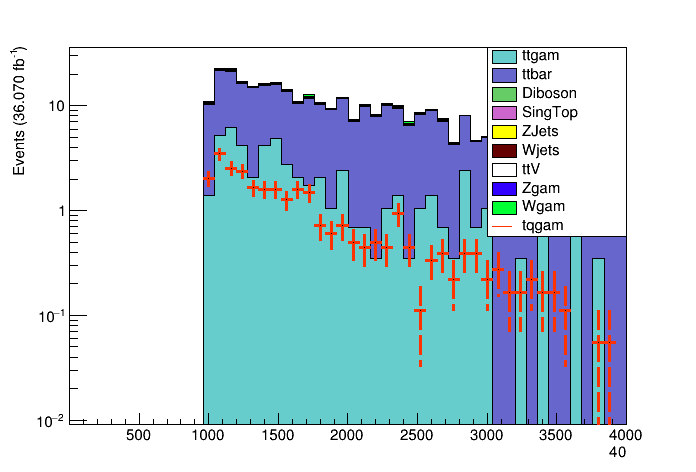 Events (36.070 fb⁻¹)
10
1
10⁻¹
10⁻²
ttgam
ttbar
Diboson
SingTop
ZJets
Wjets
ttV
Zgam
Wgam
tqgam
500 1000 1500 2000 2500 3000 3500 4000
40